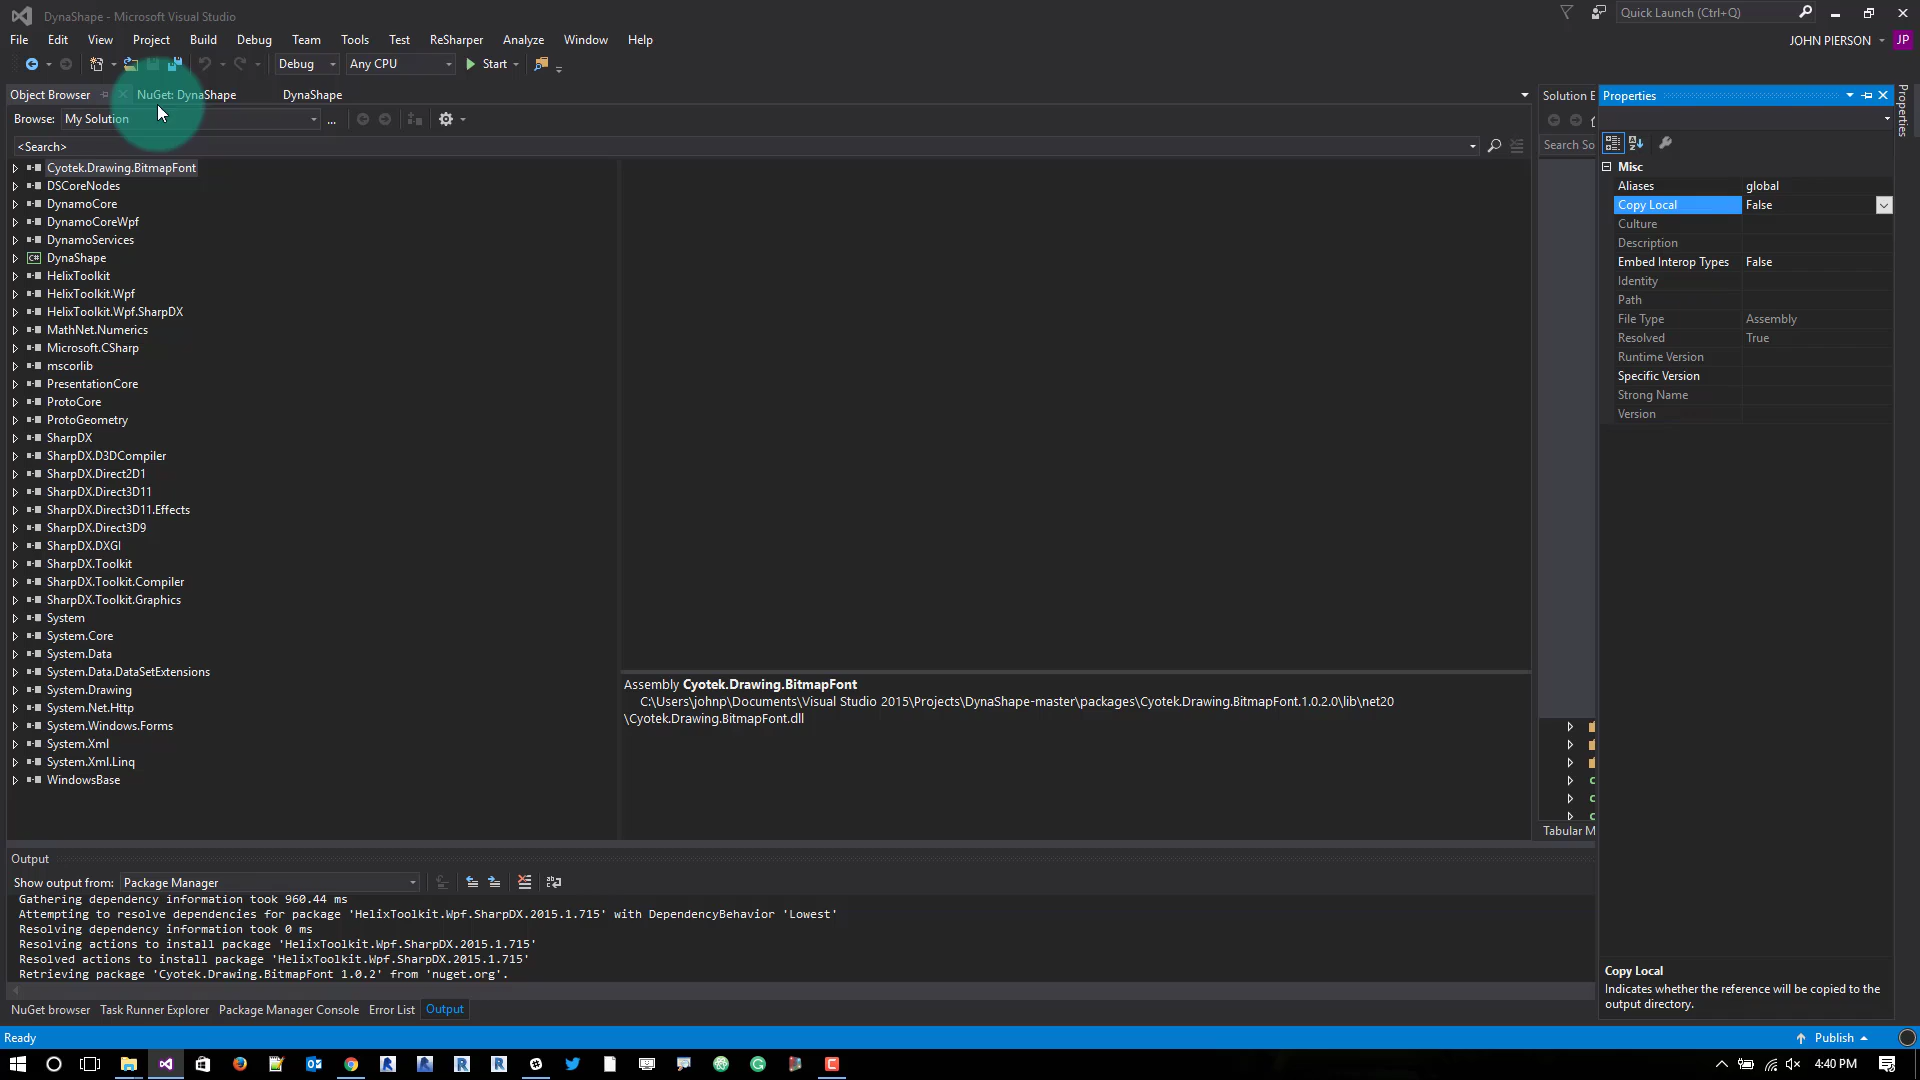 DynaShape - Microsoft Visual Studio
Quick Launch (Ctrl+Q)
File Edit View Project Build Debug Team Tools Test ReSharper Analyze Window Help
JOHN PIERSON JP
Debug Any CPU Start
Object Browser NuGet: DynaShape DynaShape
Browse: My Solution ...
<Search>
Cyotek.Drawing.BitmapFont
DSCoreNodes
DynamoCore
DynamoCoreWpf
DynamoServices
DynaShape
HelixToolkit
HelixToolkit.Wpf
HelixToolkit.Wpf.SharpDX
MathNet.Numerics
Microsoft.CSharp
mscorlib
PresentationCore
ProtoCore
ProtoGeometry
SharpDX
SharpDX.D3DCompiler
SharpDX.Direct2D1
SharpDX.Direct3D11
SharpDX.Direct3D11.Effects
SharpDX.Direct3D9
SharpDX.DXGI
SharpDX.Toolkit
SharpDX.Toolkit.Compiler
SharpDX.Toolkit.Graphics
System
System.Core
System.Data
System.Data.DataSetExtensions
System.Drawing
System.Net.Http
System.Windows.Forms
System.Xml
System.Xml.Linq
WindowsBase
Assembly Cyotek.Drawing.BitmapFont
C:\Users\johnp\Documents\Visual Studio 2015\Projects\DynaShape-master\packages\Cyotek.Drawing.BitmapFont.1.0.2.0\lib\net20
\Cyotek.Drawing.BitmapFont.dll
Solution E
Search So
Tabular M
Properties
Properties
Misc
Aliases global
Copy Local False
Culture
Description
Embed Interop Types False
Identity
Path
File Type Assembly
Resolved True
Runtime Version
Specific Version
Strong Name
Version
Copy Local
Indicates whether the reference will be copied to the
output directory.
Output
Show output from: Package Manager
Gathering dependency information took 960.44 ms
Attempting to resolve dependencies for package 'HelixToolkit.Wpf.SharpDX.2015.1.715' with DependencyBehavior 'Lowest'
Resolving dependency information took 0 ms
Resolving actions to install package 'HelixToolkit.Wpf.SharpDX.2015.1.715'
Resolved actions to install package 'HelixToolkit.Wpf.SharpDX.2015.1.715'
Retrieving package 'Cyotek.Drawing.BitmapFont 1.0.2' from 'nuget.org'.
NuGet browser Task Runner Explorer Package Manager Console Error List Output
Ready
Publish
4:40 PM